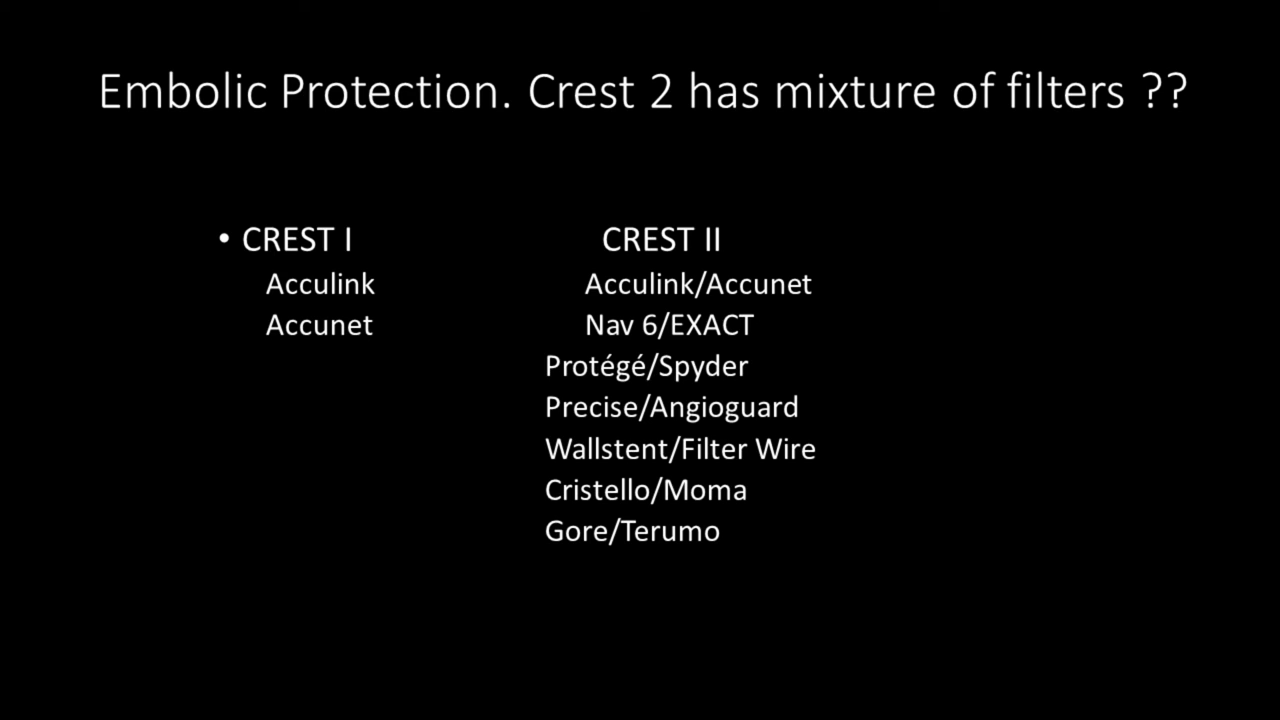 Embolic Protection. Crest 2 has mixture of filters ??
• CREST I CREST II
Acculink Acculink/Accunet
Accunet Nav 6/EXACT
Protégé/Spyder
Precise/Angioguard
Wallstent/Filter Wire
Cristello/Moma
Gore/Terumo